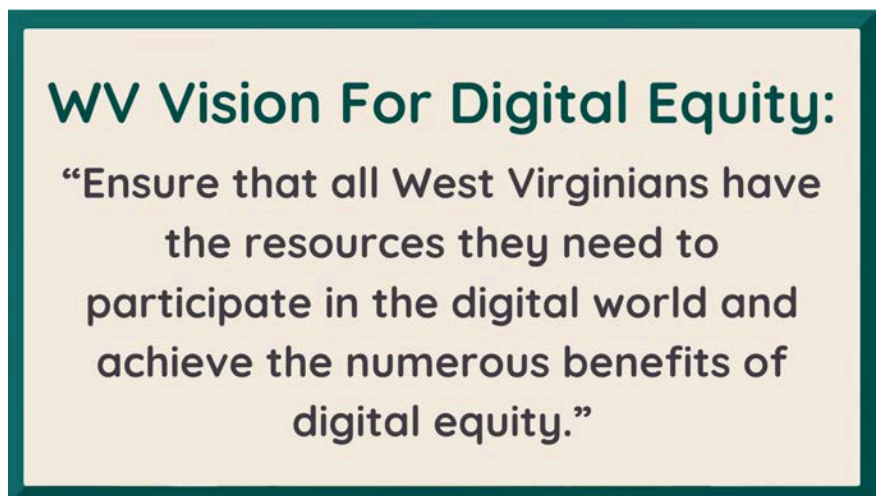 WV Vision For Digital Equity:
“Ensure that all West Virginians have
the resources they need to
participate in the digital world and
achieve the numerous benefits of
digital equity.”